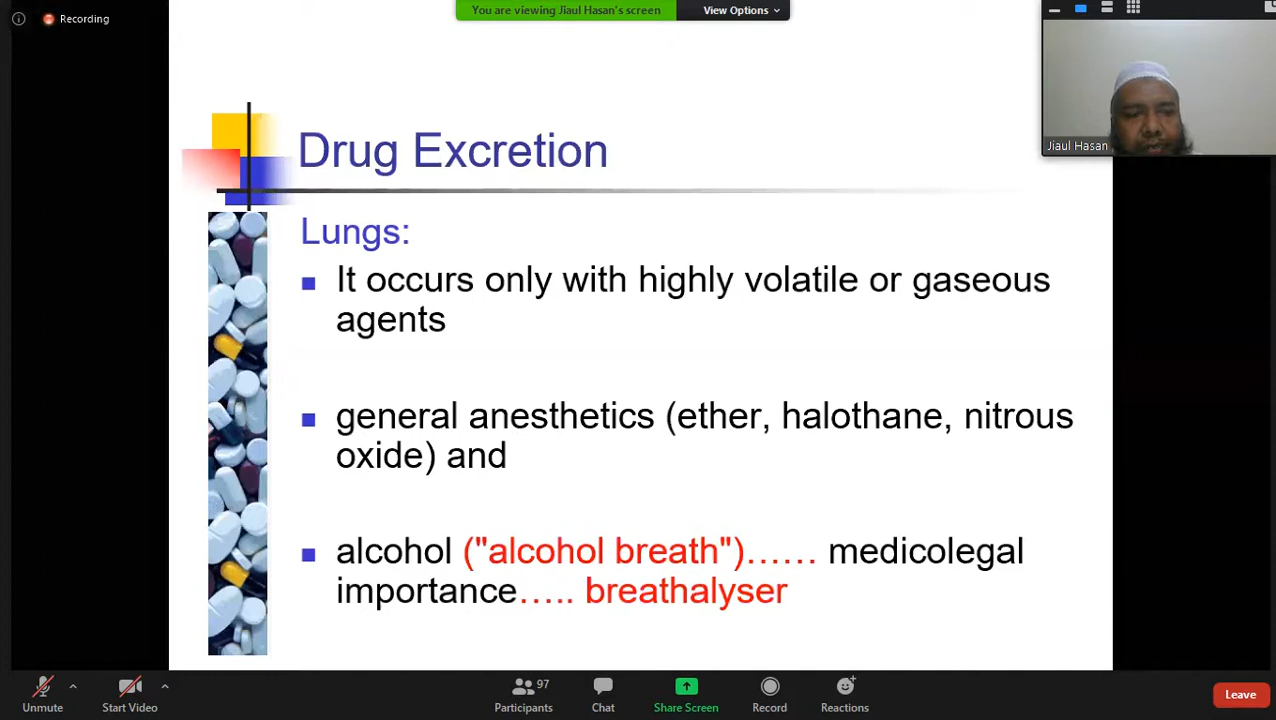 Recording
You are viewing Jiaul Hasan's screen
View Options
Jiaul Hasan
Drug Excretion
Lungs:
It occurs only with highly volatile or gaseous
agents
general anesthetics (ether, halothane, nitrous
oxide) and
alcohol ("alcohol breath")...... medicolegal
importance..... breathalyser
Unmute
Start Video
97
Participants
Chat
Share Screen
Record
Reactions
Leave